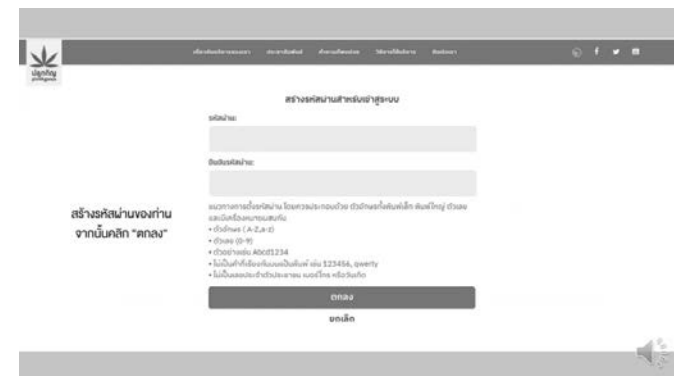 ปลูกกัญ
สร้างรหัสผ่านสำหรับเข้าสู่ระบบ
รหัสผ่าน:
ยืนยันรหัสผ่าน:
สร้างรหัสผ่านของท่าน
จากนั้นคลิก "ตกลง"
แนวทางการตั้งรหัสผ่าน โดยควรประกอบด้วย ตัวอักษรทั้งพิมพ์เล็ก พิมพ์ใหญ่ ตัวเลข
และมีเครื่องหมายผสมกัน
• ตัวอักษร ( A-Z,a-z)
• ตัวเลข (0-9)
• ตัวอย่างเช่น Abcd1234
• ไม่เป็นคำที่เรียงกันบนแป้นพิมพ์ เช่น 123456, qwerty
• ไม่เป็นเลขประจำตัวประชาชน เบอร์โทร หรือวันเกิด
ตกลง
ยกเลิก